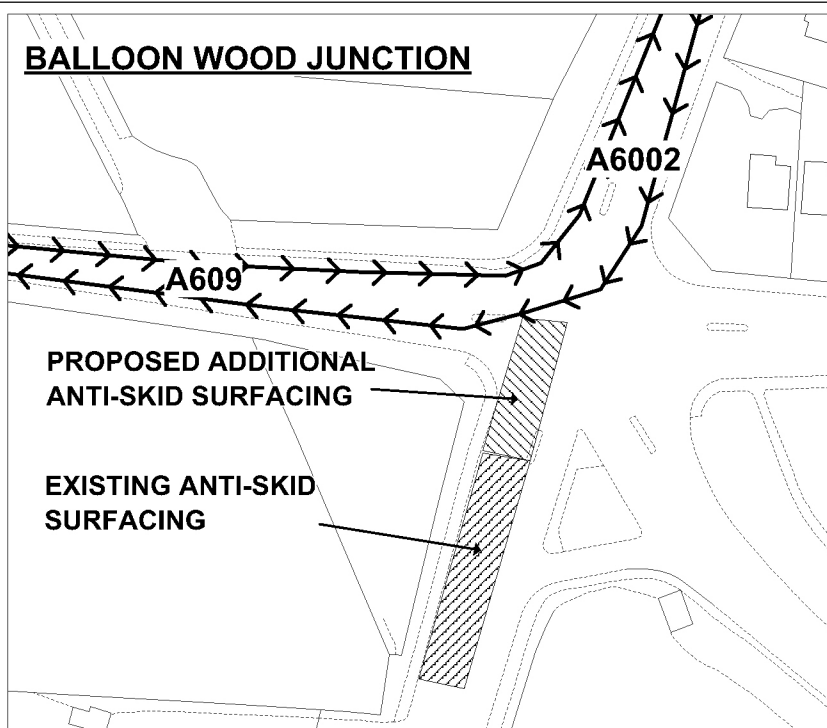 BALLOON WOOD JUNCTION
A6002
A609
PROPOSED ADDITIONAL
ANTI-SKID SURFACING
EXISTING ANTI-SKID
SURFACING